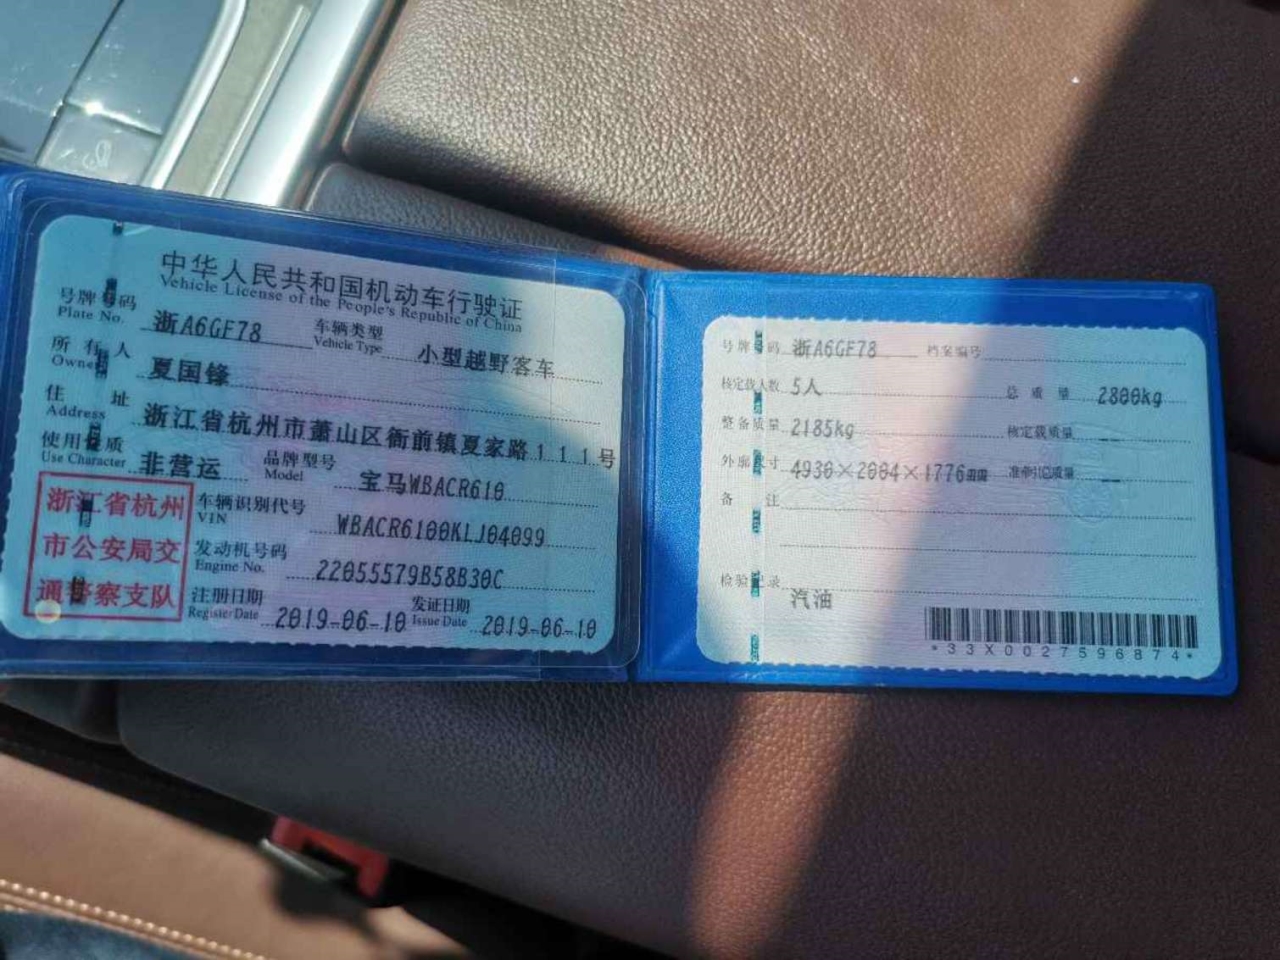 中华人民共和国机动车行驶证
Vehicle License of the People's Republic of China
号牌号码 浙A6GF78 车辆类型 小型越野客车
Plate No. Vehicle Type
所有人 夏国锋
Owner
住址 浙江省杭州市萧山区衙前镇夏家路111号
Address
使用性质 非营运 品牌型号 宝马WBACR610
Use Character Model
浙江省杭州
市公安局交
通警察支队
车辆识别代号 WBACR6100KLJ04099
VIN
发动机号码 22055579B58B30C
Engine No.
注册日期 2019-06-10 发证日期 2019-06-10
Register Date Issue Date
号牌号码 浙A6GF78 档案编号
核定载人数 5人 总质量 2800kg
整备质量 2185kg 核定载质量
外廓尺寸 4930×2004×1776mm 准牵引总质量
备注
检验记录
汽油
*33X0027596874*